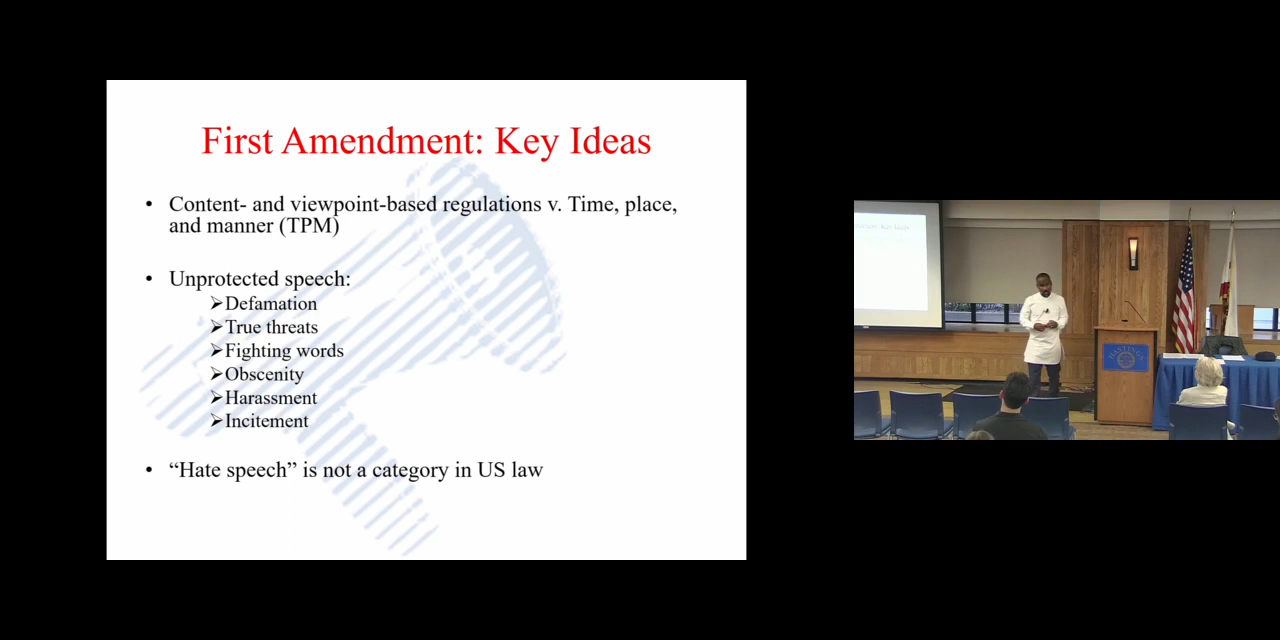 First Amendment: Key Ideas
• Content- and viewpoint-based regulations v. Time, place,
and manner (TPM)
• Unprotected speech:
➢Defamation
➢True threats
➢Fighting words
➢Obscenity
➢Harassment
➢Incitement
• “Hate speech” is not a category in US law
HASTINGS